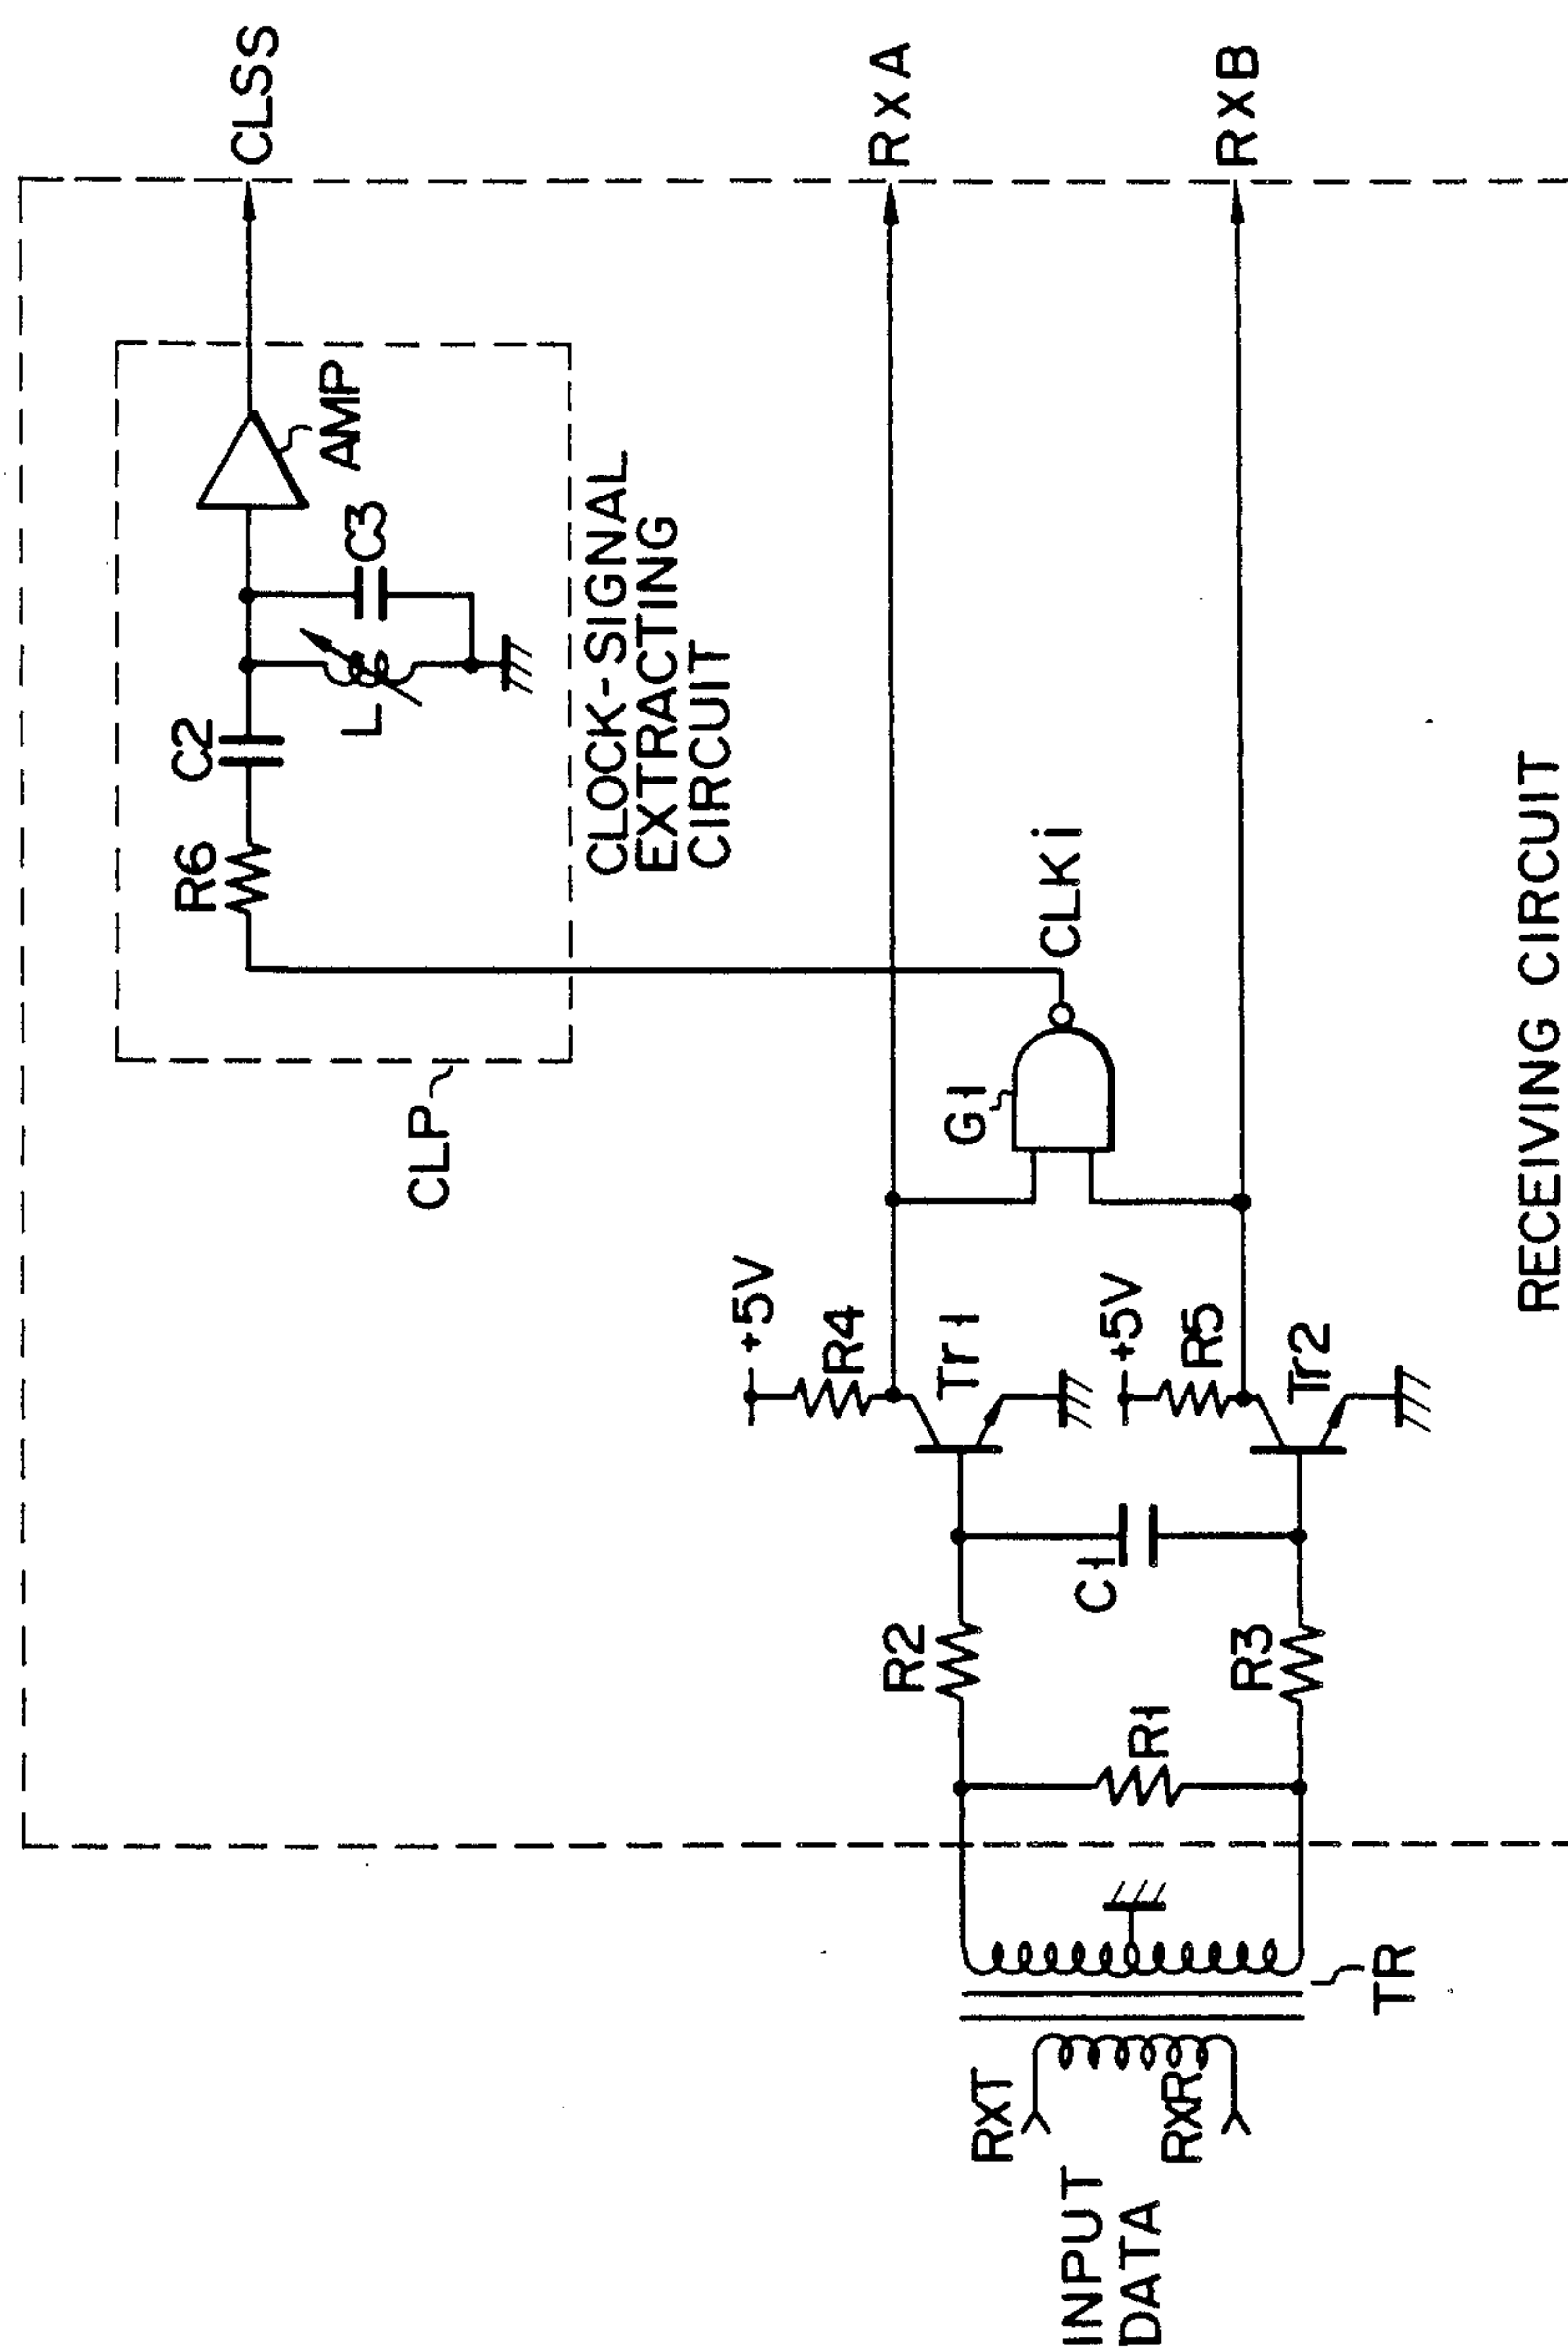 CLSS
R6
C2
L
C3
AMP
CLOCK-SIGNAL
EXTRACTING
CIRCUIT
CLP
RXA
+5V
R4
Tr1
G1
CLKi
RXB
+5V
R5
Tr2
R2
C1
R1
R3
RXT
RXR
INPUT
DATA
TR
RECEIVING CIRCUIT